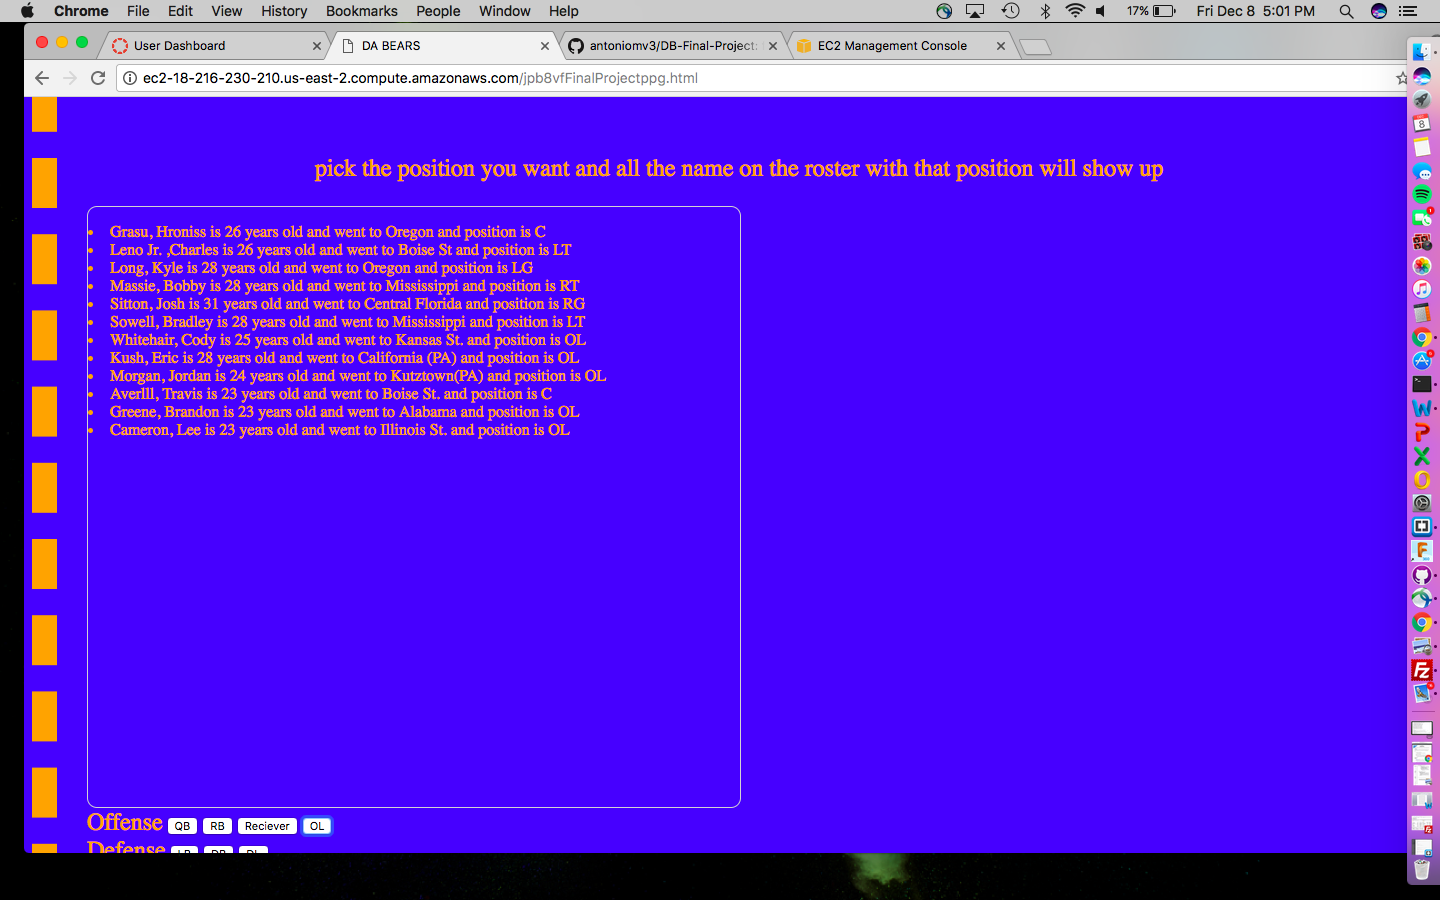 Chrome File Edit View History Bookmarks People Window Help 17% Fri Dec 8 5:01 PM
User Dashboard DA BEARS antoniomv3/DB-Final-Project: EC2 Management Console
ec2-18-216-230-210.us-east-2.compute.amazonaws.com/jpb8vfFinalProjectppg.html
pick the position you want and all the name on the roster with that position will show up
Grasu, Hroniss is 26 years old and went to Oregon and position is C
Leno Jr. ,Charles is 26 years old and went to Boise St and position is LT
Long, Kyle is 28 years old and went to Oregon and position is LG
Massie, Bobby is 28 years old and went to Mississippi and position is RT
Sitton, Josh is 31 years old and went to Central Florida and position is RG
Sowell, Bradley is 28 years old and went to Mississippi and position is LT
Whitehair, Cody is 25 years old and went to Kansas St. and position is OL
Kush, Eric is 28 years old and went to California (PA) and position is OL
Morgan, Jordan is 24 years old and went to Kutztown(PA) and position is OL
Averlll, Travis is 23 years old and went to Boise St. and position is C
Greene, Brandon is 23 years old and went to Alabama and position is OL
Cameron, Lee is 23 years old and went to Illinois St. and position is OL
Offense QB RB Reciever OL
Defense LB DB DL